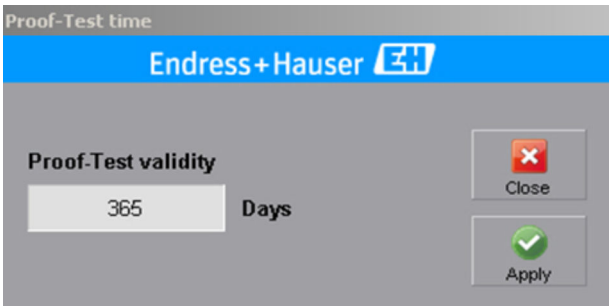 Proof-Test time
Endress+Hauser EH
Proof-Test validity
365 Days
Close
Apply